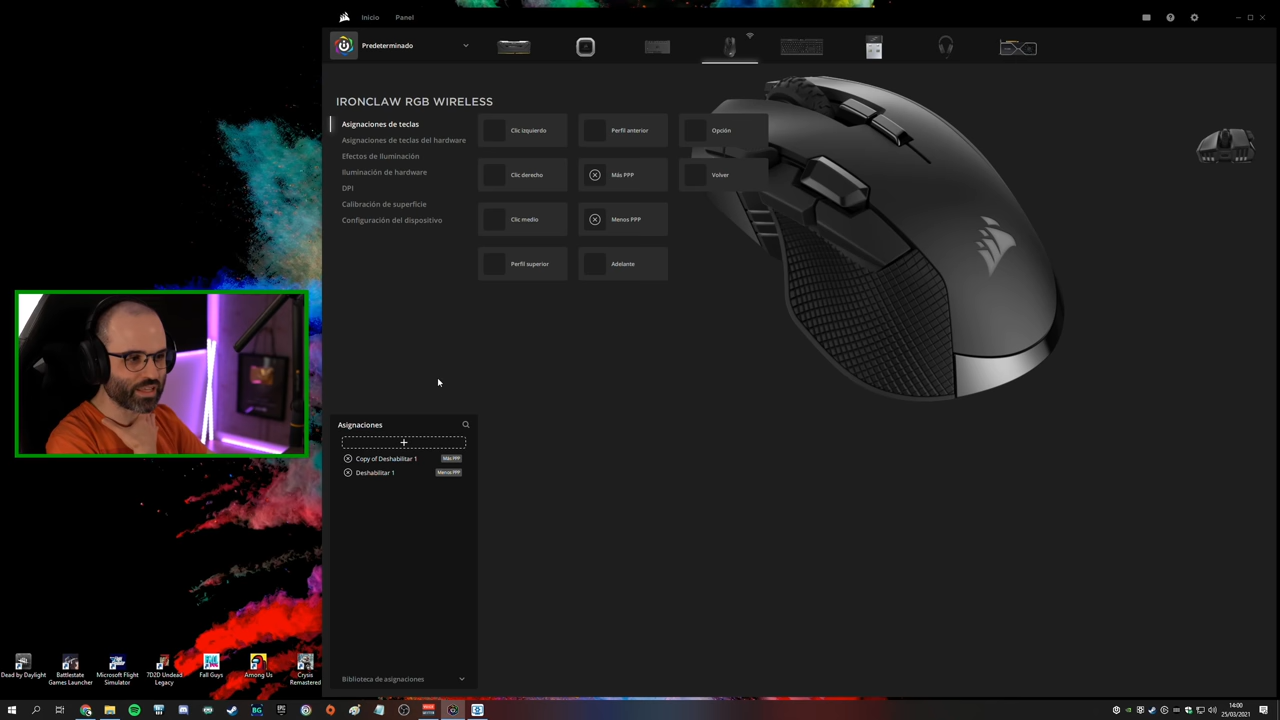 Inicio
Panel
Predeterminado
IRONCLAW RGB WIRELESS
Asignaciones de teclas
Asignaciones de teclas del hardware
Efectos de Iluminación
Iluminación de hardware
DPI
Calibración de superficie
Configuración del dispositivo
Clic izquierdo
Perfil anterior
Opción
Clic derecho
Más PPP
Volver
Clic medio
Menos PPP
Perfil superior
Adelante
Asignaciones
+
Copy of Deshabilitar 1
Más PPP
Deshabilitar 1
Menos PPP
Biblioteca de asignaciones
Dead by Daylight
Battlestate Games Launcher
Microsoft Flight Simulator
7D2D Undead Legacy
Fall Guys
Among Us
Crysis Remastered
14:00
25/03/2021